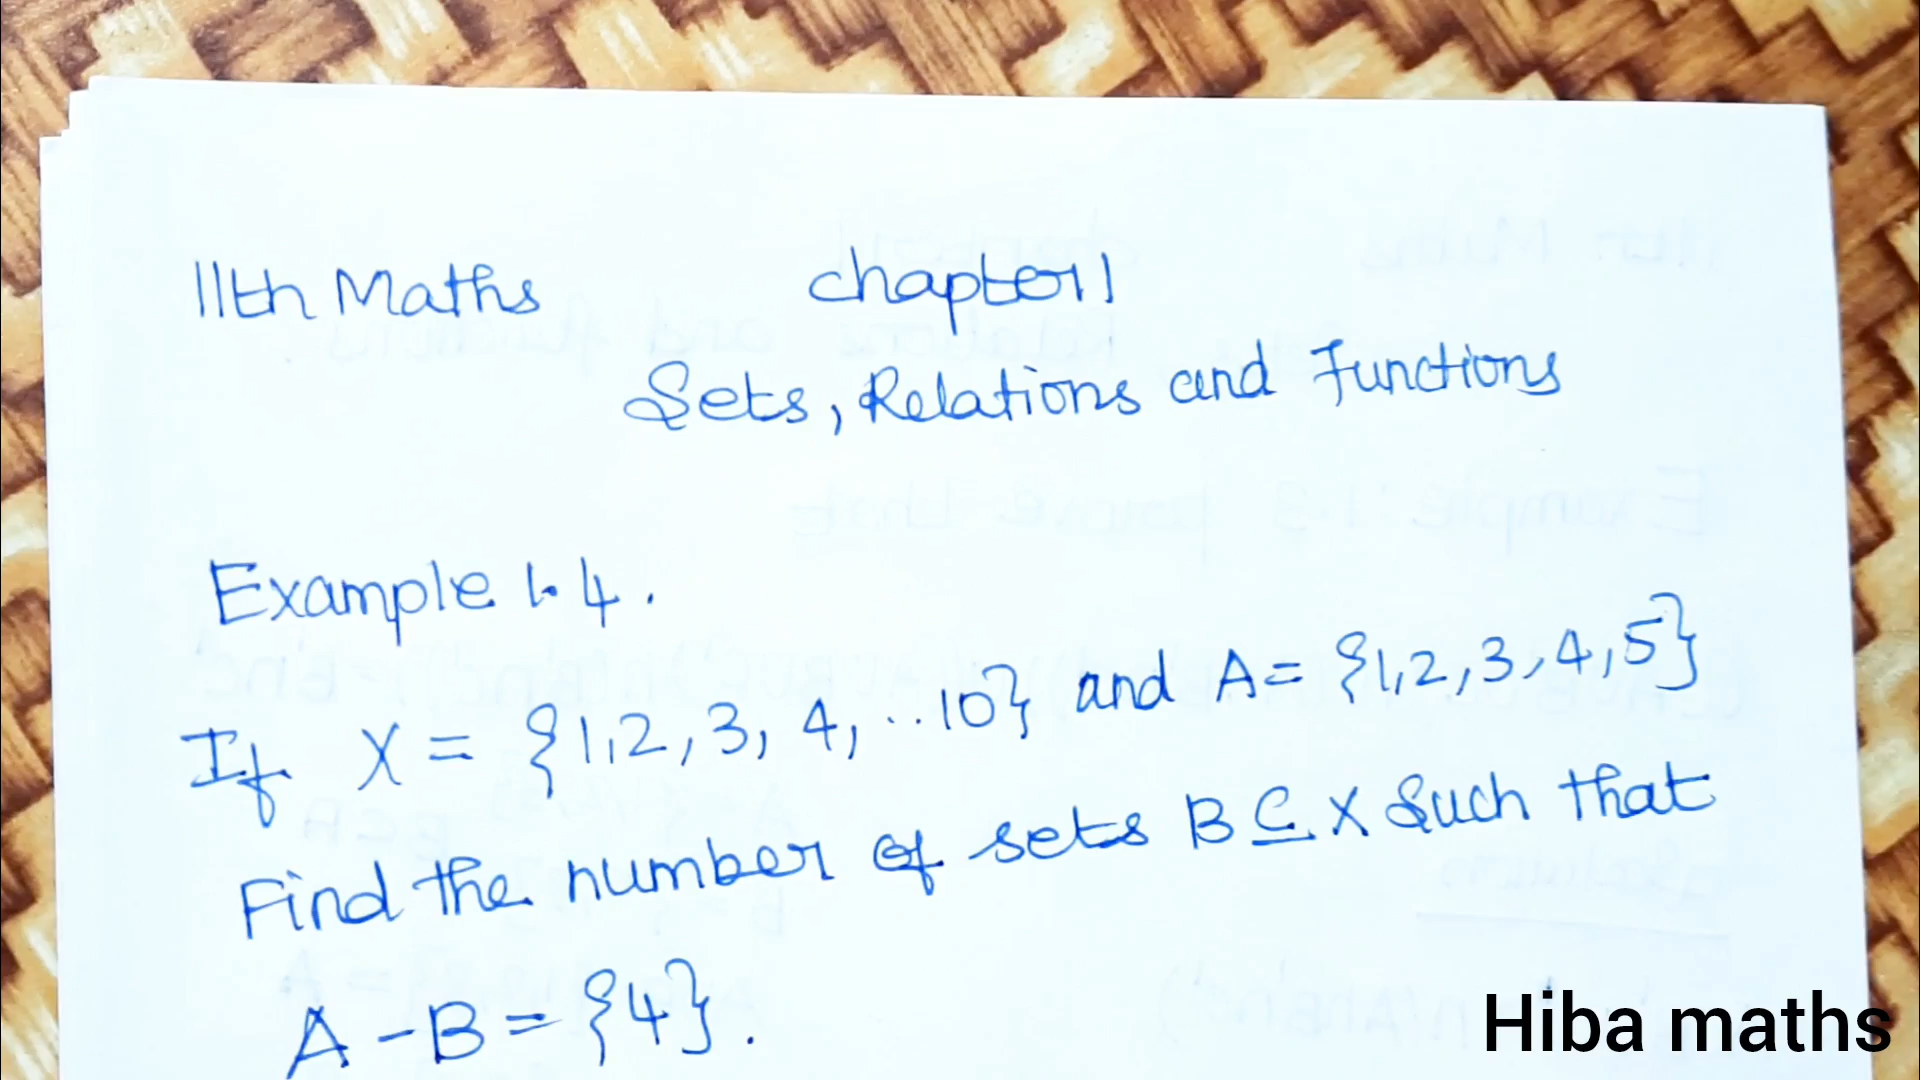 11th Maths chapter 1
Sets, Relations and Functions
Example 1.4.
If X = {1,2,3,4,..10} and A = {1,2,3,4,5}
Find the number of sets B ⊆ X Such that
A - B = {4}.
Hiba maths